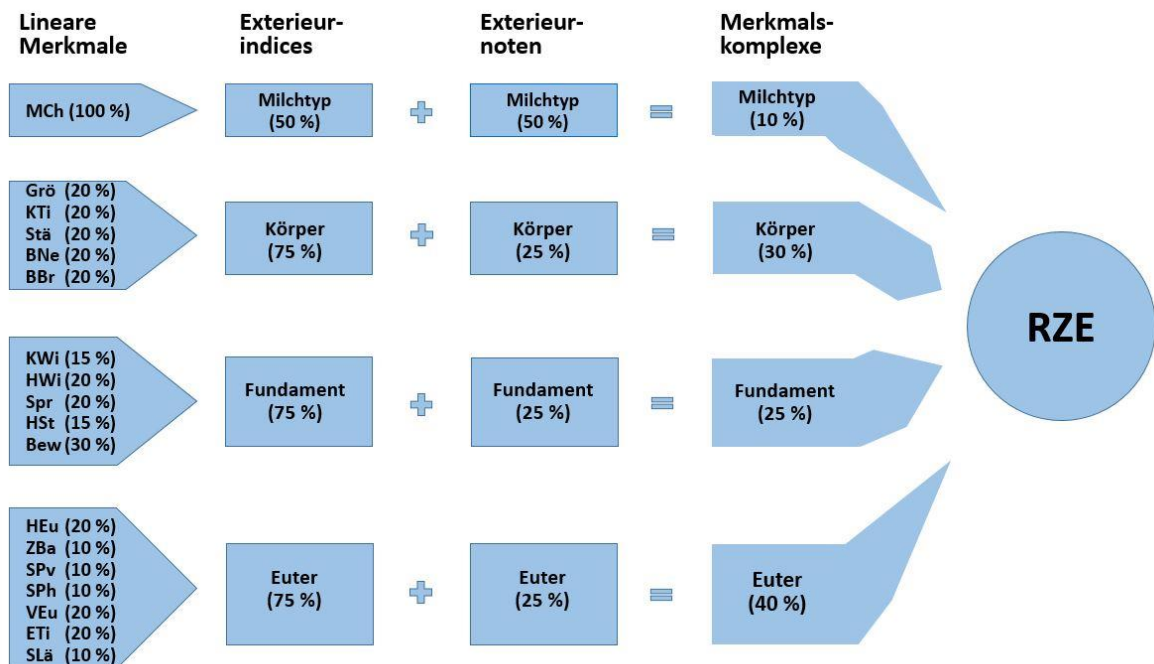 Lineare
Merkmale
Exterieur-
indices
Exterieur-
noten
Merkmals-
komplexe
MCh (100 %)
Milchtyp
(50 %)
Milchtyp
(50 %)
Milchtyp
(10 %)
Grö (20 %)
KTi (20 %)
Stä (20 %)
BNe (20 %)
BBr (20 %)
Körper
(75 %)
Körper
(25 %)
Körper
(30 %)
RZE
KWi (15 %)
HWi (20 %)
Spr (20 %)
HSt (15 %)
Bew (30 %)
Fundament
(75 %)
Fundament
(25 %)
Fundament
(25 %)
HEu (20 %)
ZBa (10 %)
SPv (10 %)
SPh (10 %)
VEu (20 %)
ETi (20 %)
SLä (10 %)
Euter
(75 %)
Euter
(25 %)
Euter
(40 %)